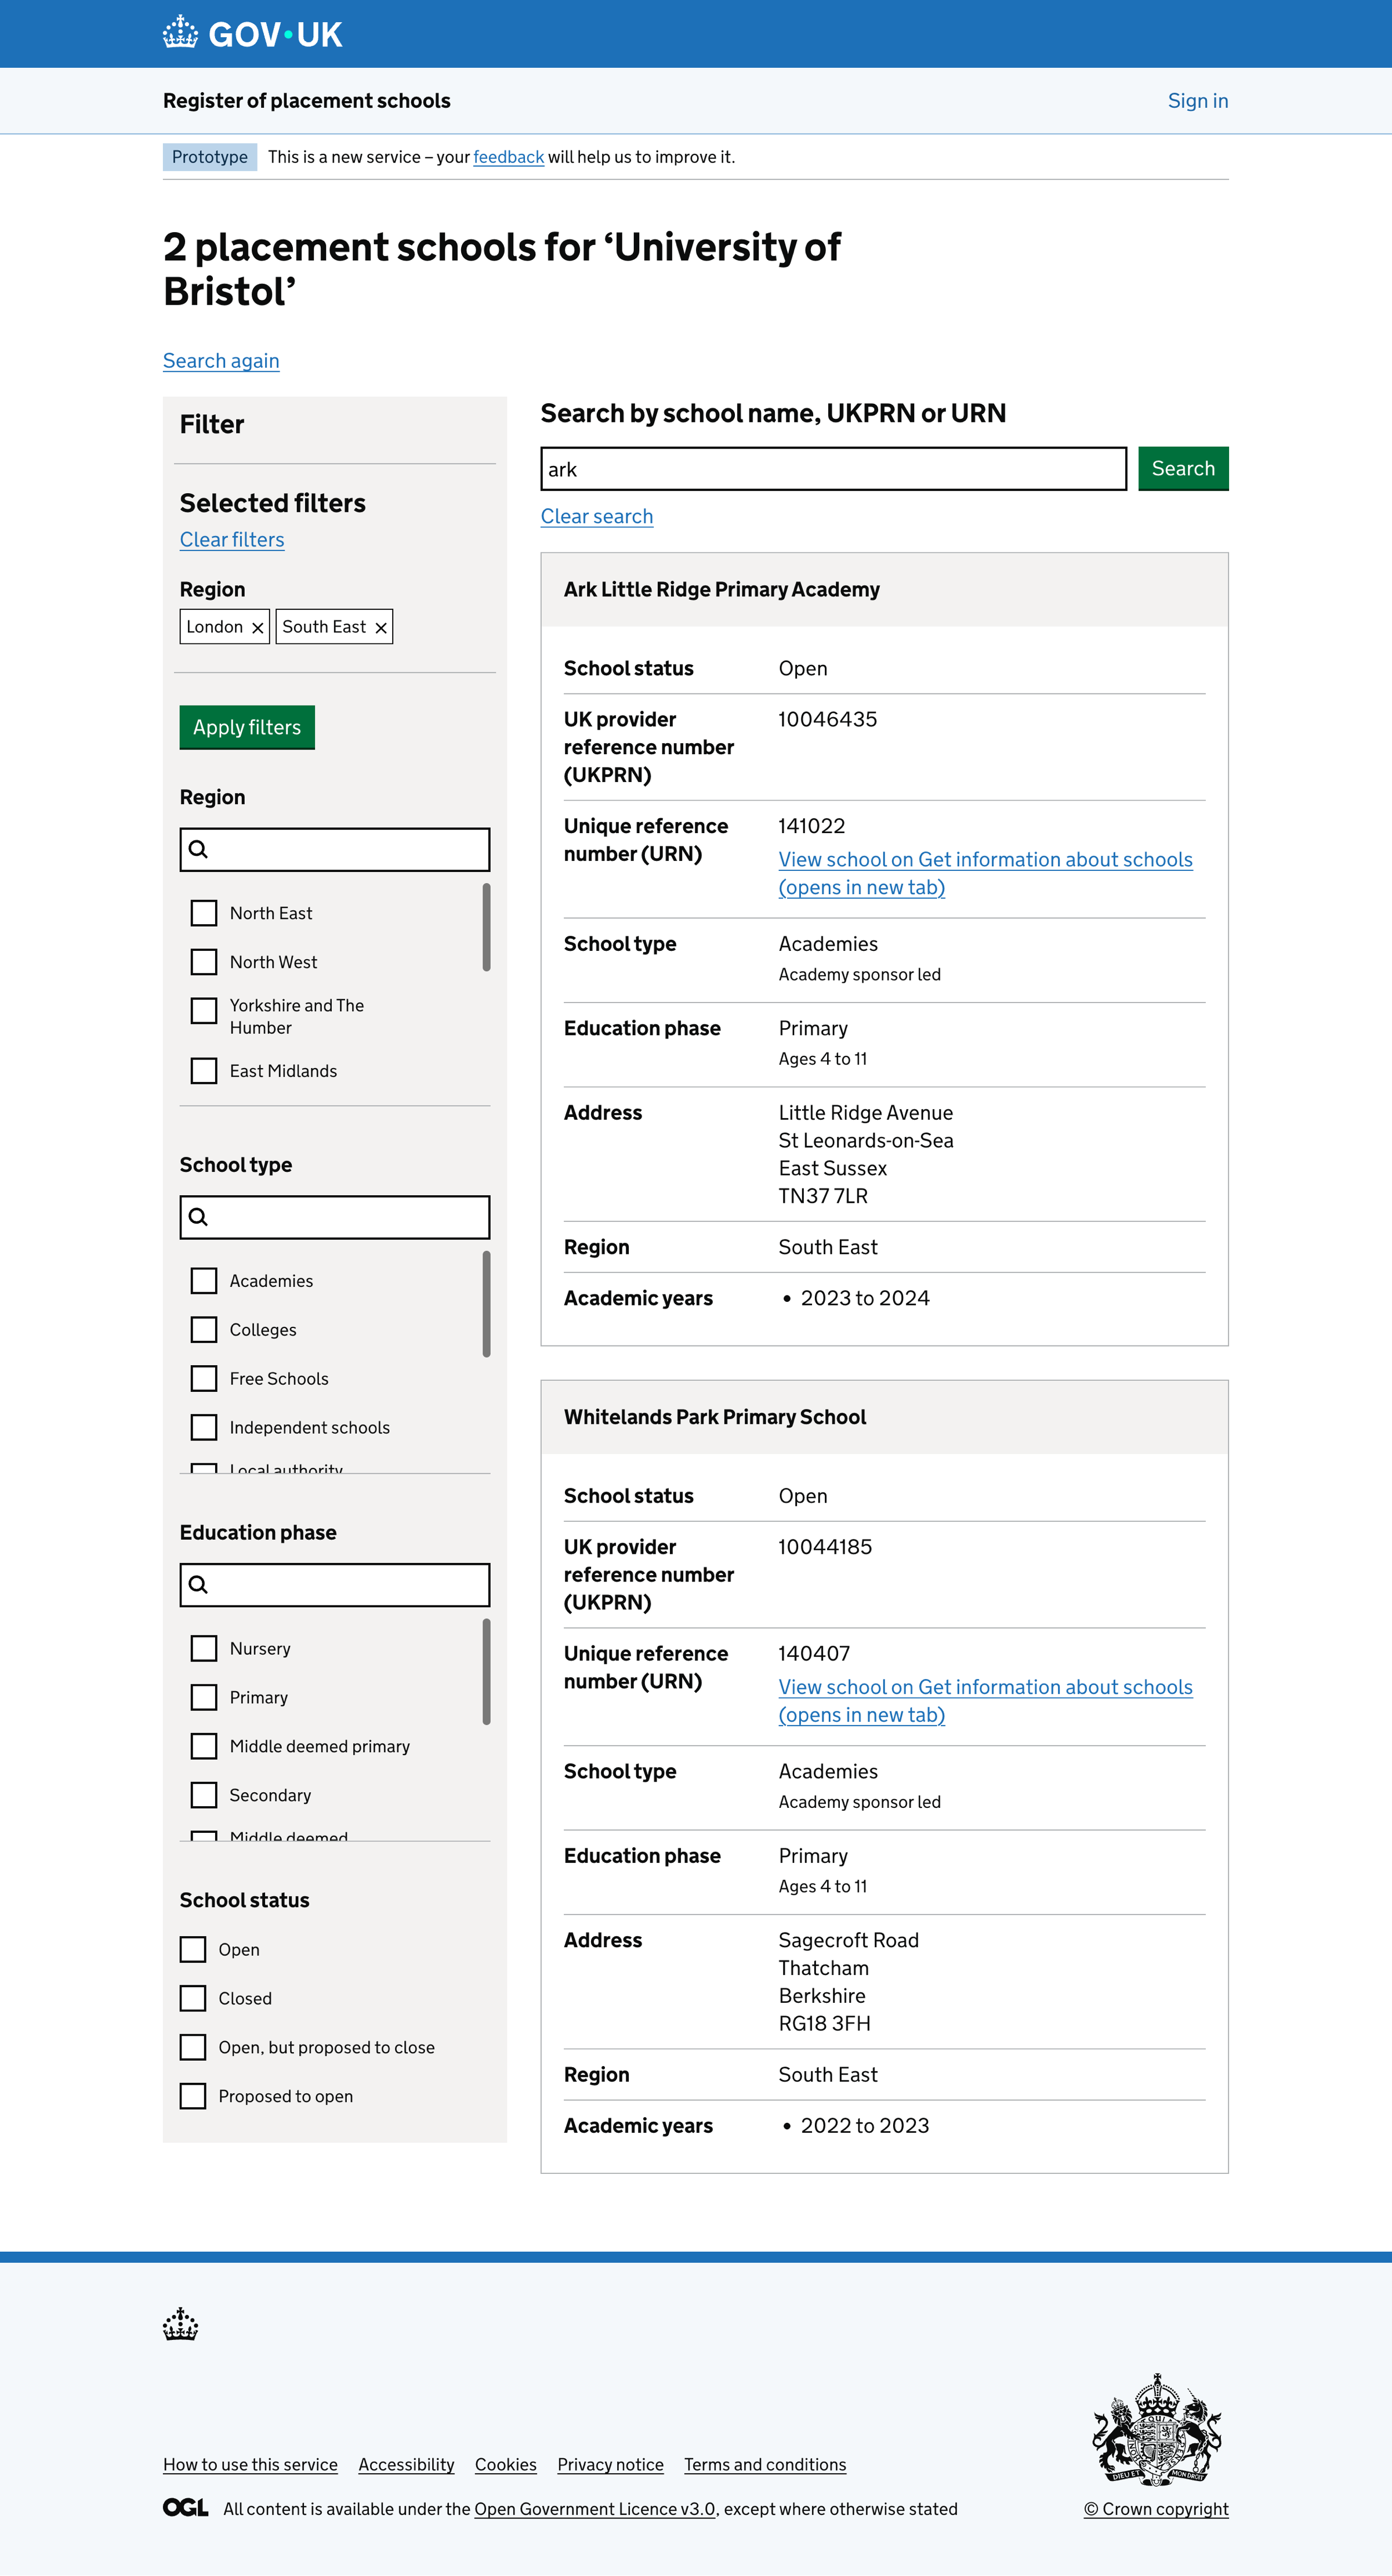 GOV·UK
Register of placement schools
Sign in
Prototype
This is a new service – your feedback will help us to improve it.
2 placement schools for ‘University of
Bristol’
Search again
Filter
Selected filters
Clear filters
Region
London
South East
Apply filters
Region
North East
North West
Yorkshire and The
Humber
East Midlands
School type
Academies
Colleges
Free Schools
Independent schools
Local authority
Education phase
Nursery
Primary
Middle deemed primary
Secondary
Middle deemed
School status
Open
Closed
Open, but proposed to close
Proposed to open
Search by school name, UKPRN or URN
ark
Search
Clear search
Ark Little Ridge Primary Academy
School status
Open
UK provider
reference number
(UKPRN)
10046435
Unique reference
number (URN)
141022
View school on Get information about schools
(opens in new tab)
School type
Academies
Academy sponsor led
Education phase
Primary
Ages 4 to 11
Address
Little Ridge Avenue
St Leonards-on-Sea
East Sussex
TN37 7LR
Region
South East
Academic years
• 2023 to 2024
Whitelands Park Primary School
School status
Open
UK provider
reference number
(UKPRN)
10044185
Unique reference
number (URN)
140407
View school on Get information about schools
(opens in new tab)
School type
Academies
Academy sponsor led
Education phase
Primary
Ages 4 to 11
Address
Sagecroft Road
Thatcham
Berkshire
RG18 3FH
Region
South East
Academic years
• 2022 to 2023
How to use this service
Accessibility
Cookies
Privacy notice
Terms and conditions
OGL
All content is available under the Open Government Licence v3.0, except where otherwise stated
DIEU ET MON DROIT
© Crown copyright